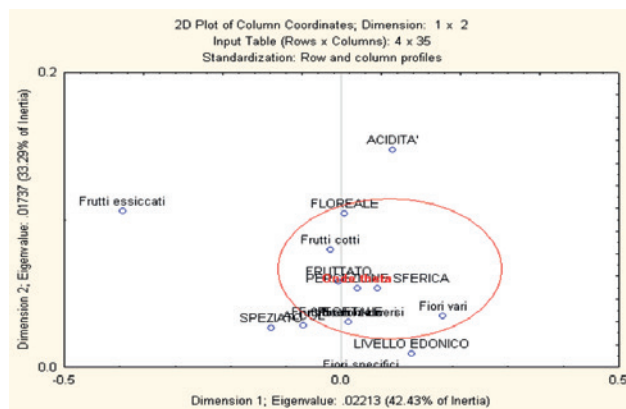 2D Plot of Column Coordinates; Dimension: 1 x 2
Input Table (Rows x Columns): 4 x 35
Standardization: Row and column profiles
0.2
ACIDITA'
Frutti essiccati
FLOREALE
Frutti cotti
FRUTTATO
SFERICA
Fiori vari
SPEZIATO
LIVELLO EDONICO
Fiori specifici
0.0
-0.5
0.0
0.5
Dimension 2; Eigenvalue: .01737 (33.29% of Inertia)
Dimension 1; Eigenvalue: .02213 (42.43% of Inertia)